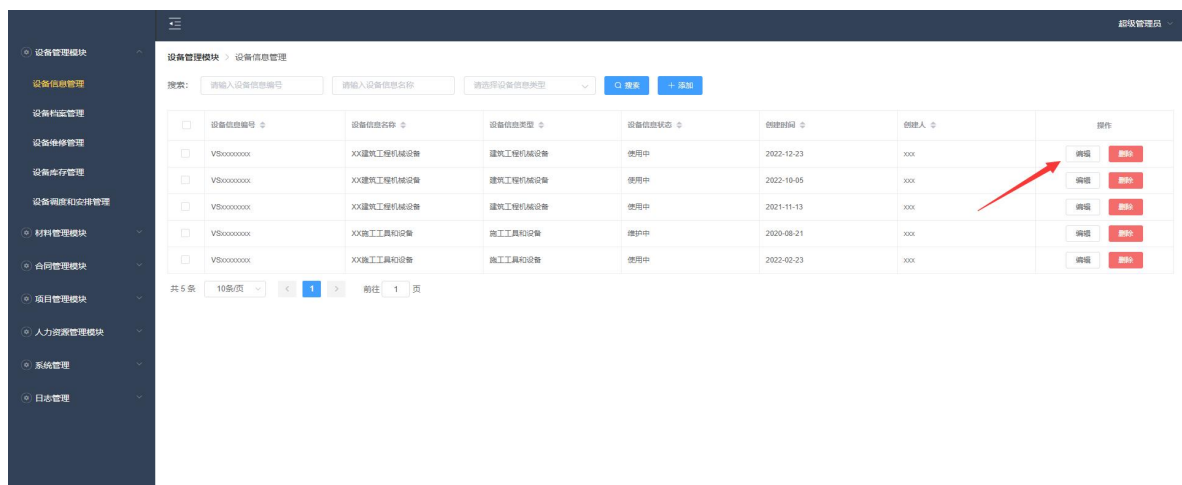 超级管理员
设备管理模块
设备信息管理
设备档案管理
设备维修管理
设备库存管理
设备调度和安排管理
材料管理模块
合同管理模块
项目管理模块
人力资源管理模块
系统管理
日志管理
设备管理模块 > 设备信息管理
搜索： 请输入设备信息编号 请输入设备信息名称 请选择设备信息类型 搜索 + 添加
设备信息编号 设备信息名称 设备信息类型 设备信息状态 创建时间 创建人 操作
VSxxxxxxxx XX建筑工程机械设备 建筑工程机械设备 使用中 2022-12-23 xxx 编辑 删除
VSxxxxxxxx XX建筑工程机械设备 建筑工程机械设备 使用中 2022-10-05 xxx 编辑 删除
VSxxxxxxxx XX建筑工程机械设备 建筑工程机械设备 使用中 2021-11-13 xxx 编辑 删除
VSxxxxxxxx XX施工工具和设备 施工工具和设备 维护中 2020-08-21 xxx 编辑 删除
VSxxxxxxxx XX施工工具和设备 施工工具和设备 使用中 2022-02-23 xxx 编辑 删除
共 5 条 10条/页 < 1 > 前往 1 页